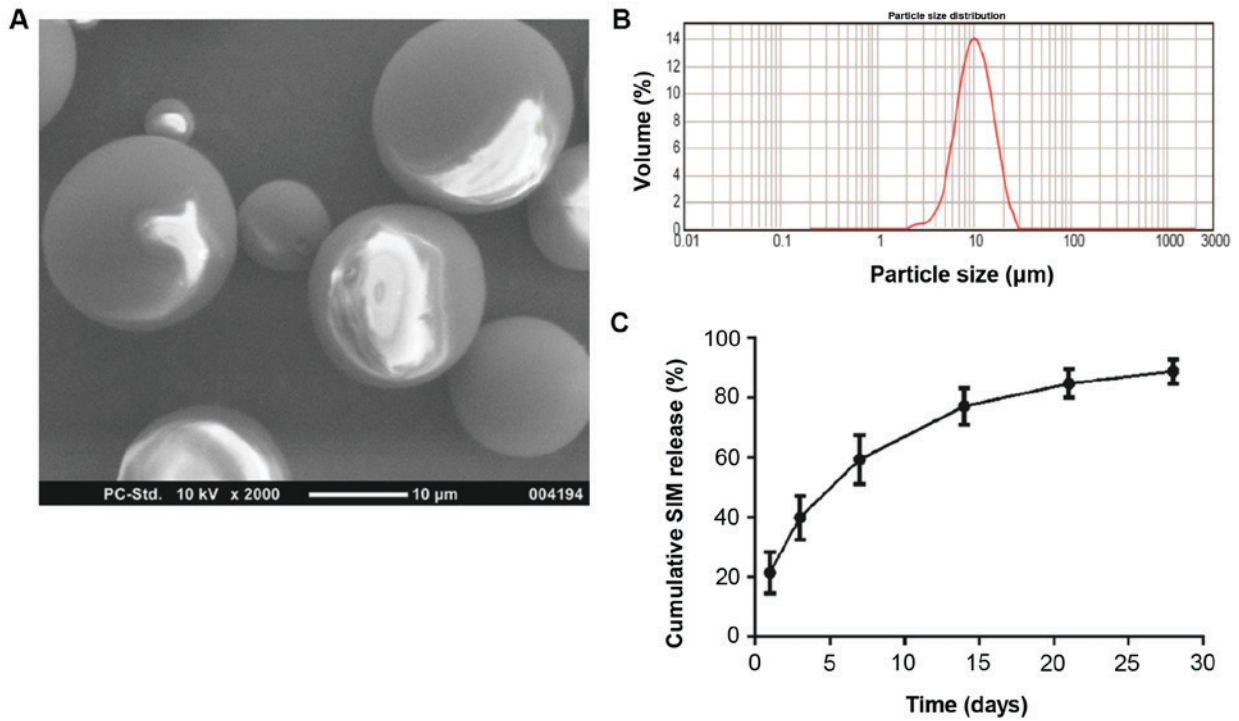 A
PC-Std. 10 kV x 2000 10 µm 004194
B
Particle size distribution
Volume (%)
14
12
10
8
6
4
2
0
0.01 0.1 1 10 100 1000 3000
Particle size (µm)
C
Cumulative SIM release (%)
100
80
60
40
20
0
0 5 10 15 20 25 30
Time (days)